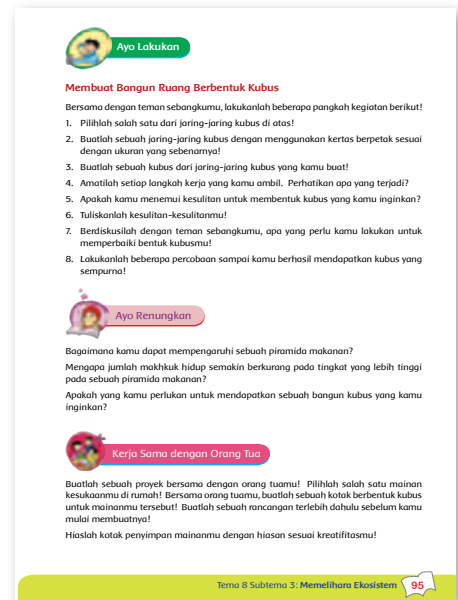 Ayo Lakukan
Membuat Bangun Ruang Berbentuk Kubus
Bersama dengan teman sebangkumu, lakukanlah beberapa pangkah kegiatan berikut!
1. Pilihlah salah satu dari jaring-jaring kubus di atas!
2. Buatlah sebuah jaring-jaring kubus dengan menggunakan kertas berpetak sesuai
dengan ukuran yang sebenarnya!
3. Buatlah sebuah kubus dari jaring-jaring kubus yang kamu buat!
4. Amatilah setiap langkah kerja yang kamu ambil. Perhatikan apa yang terjadi?
5. Apakah kamu menemui kesulitan untuk membentuk kubus yang kamu inginkan?
6. Tuliskanlah kesulitan-kesulitanmu!
7. Berdiskusilah dengan teman sebangkumu, apa yang perlu kamu lakukan untuk
memperbaiki bentuk kubusmu!
8. Lakukanlah beberapa percobaan sampai kamu berhasil mendapatkan kubus yang
sempurna!
Ayo Renungkan
Bagaimana kamu dapat mempengaruhi sebuah piramida makanan?
Mengapa jumlah makhkuk hidup semakin berkurang pada tingkat yang lebih tinggi
pada sebuah piramida makanan?
Apakah yang kamu perlukan untuk mendapatkan sebuah bangun kubus yang kamu
inginkan?
Kerja Sama dengan Orang Tua
Buatlah sebuah proyek bersama dengan orang tuamu! Pilihlah salah satu mainan
kesukaanmu di rumah! Bersama orang tuamu, buatlah sebuah kotak berbentuk kubus
untuk mainanmu tersebut! Buatlah sebuah rancangan terlebih dahulu sebelum kamu
mulai membuatnya!
Hiaslah kotak penyimpan mainanmu dengan hiasan sesuai kreatifitasmu!
Tema 8 Subtema 3: Memelihara Ekosistem 95